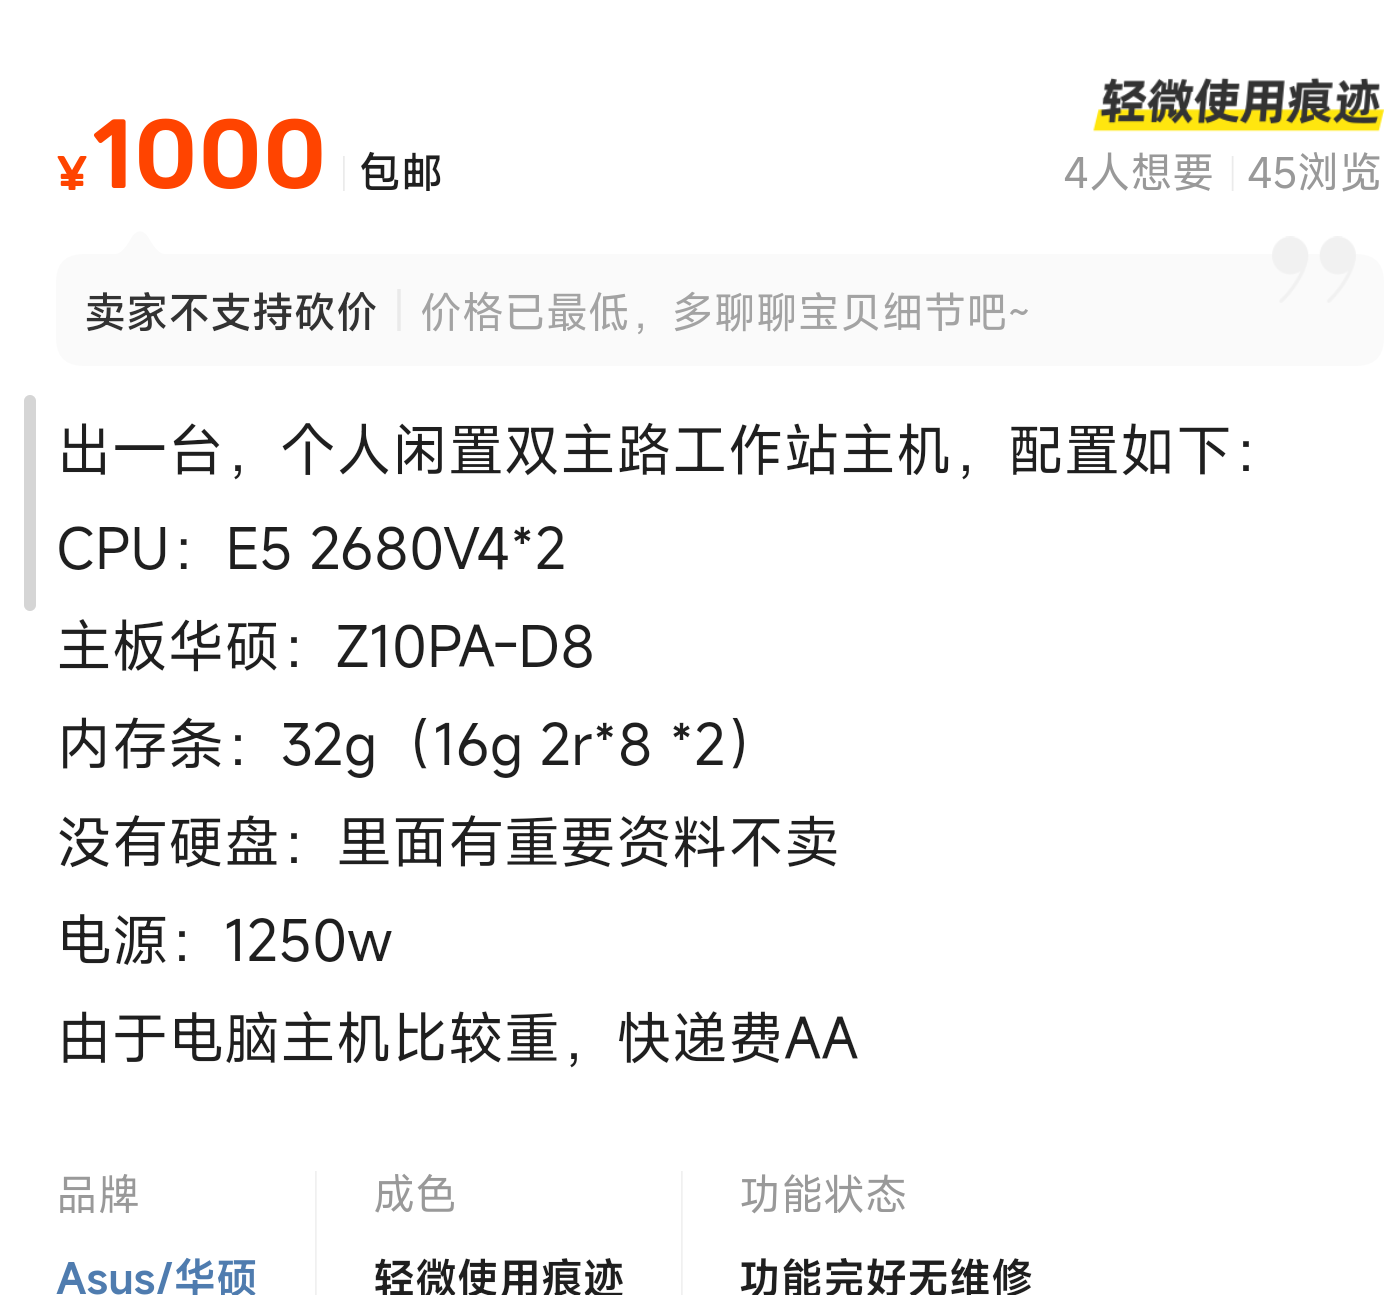 轻微使用痕迹
¥1000 包邮
4人想要 45浏览
卖家不支持砍价 价格已最低，多聊聊宝贝细节吧~
出一台，个人闲置双主路工作站主机，配置如下：
CPU：E5 2680V4*2
主板华硕：Z10PA-D8
内存条：32g（16g 2r*8 *2）
没有硬盘：里面有重要资料不卖
电源：1250w
由于电脑主机比较重，快递费AA
品牌 成色 功能状态
Asus/华硕 轻微使用痕迹 功能完好无维修